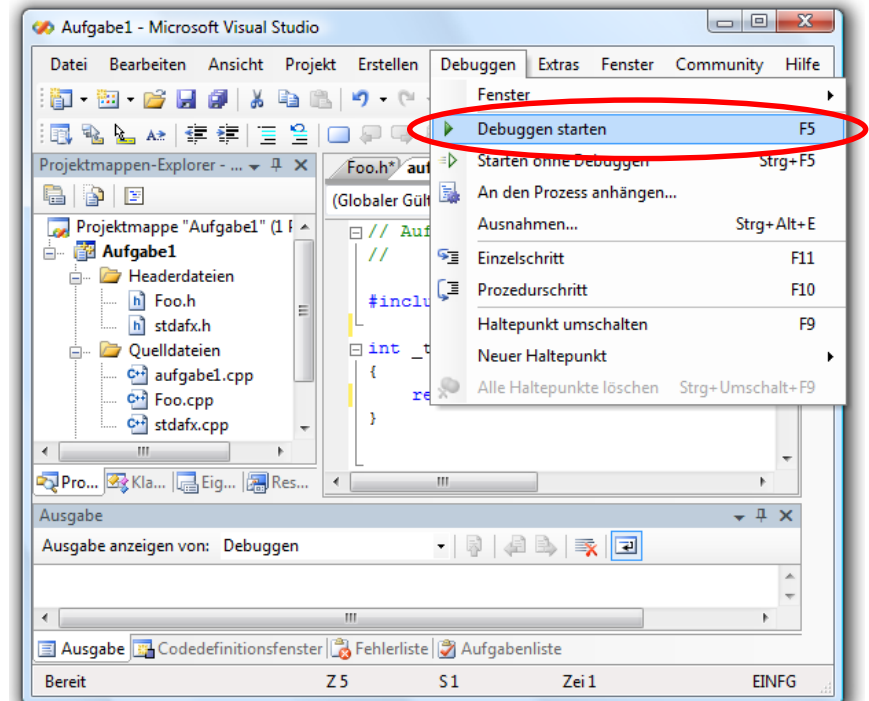 Aufgabe1 - Microsoft Visual Studio
Datei Bearbeiten Ansicht Projekt Erstellen Debuggen Extras Fenster Community Hilfe
Fenster
Debuggen starten F5
Starten ohne Debuggen Strg+F5
An den Prozess anhängen...
Ausnahmen... Strg+Alt+E
Einzelschritt F11
Prozedurschritt F10
Haltepunkt umschalten F9
Neuer Haltepunkt
Alle Haltepunkte löschen Strg+Umschalt+F9
Projektmappen-Explorer - ...
Projektmappe "Aufgabe1" (1 P
Aufgabe1
Headerdateien
Foo.h
stdafx.h
Quelldateien
aufgabe1.cpp
Foo.cpp
stdafx.cpp
Pro... Kla... Eig... Res...
Foo.h* auf
(Globaler Gült
// Auf
//
#inclu
int _t
{
re
}
Ausgabe
Ausgabe anzeigen von: Debuggen
Ausgabe Codedefinitionsfenster Fehlerliste Aufgabenliste
Bereit Z 5 S 1 Zei 1 EINFG